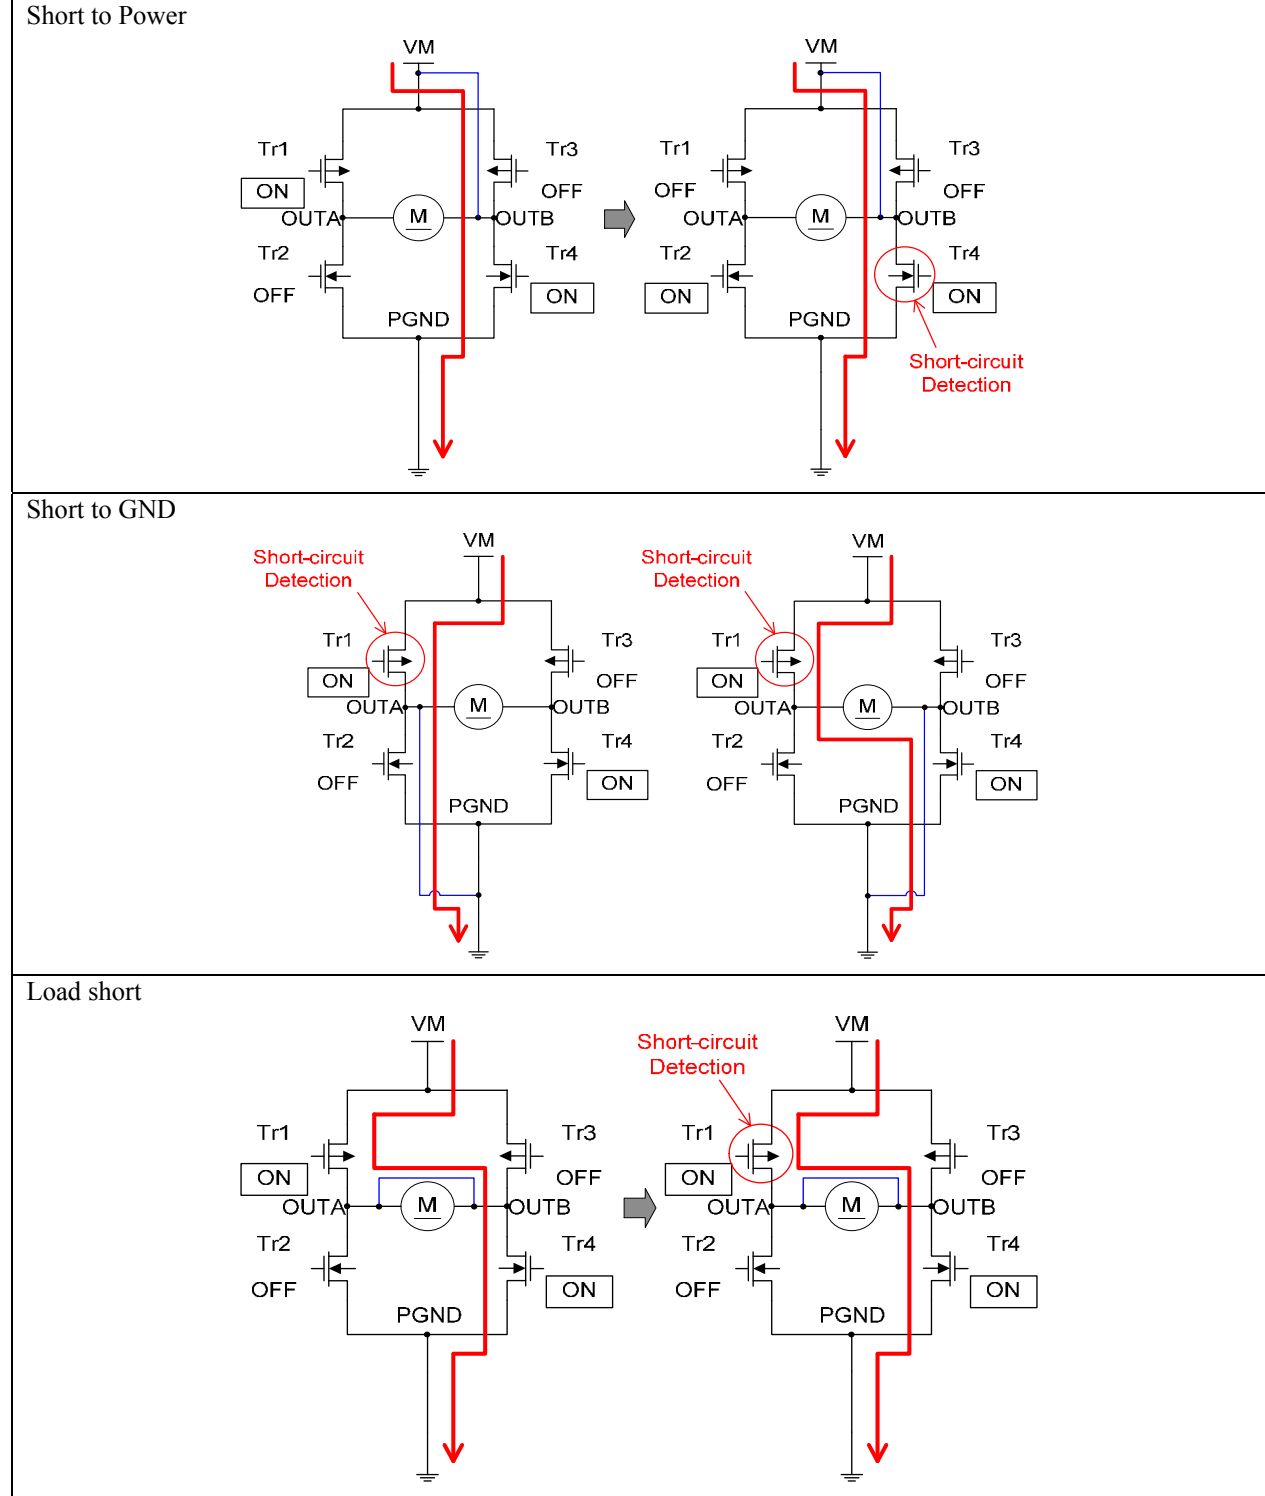 Short to Power
VM
Tr1
ON
Tr3
OFF
OUTA
M
OUTB
Tr2
OFF
Tr4
ON
PGND
VM
Tr1
OFF
Tr3
OFF
OUTA
M
OUTB
Tr2
ON
Tr4
ON
PGND
Short-circuit
Detection
Short to GND
Short-circuit
Detection
VM
Tr1
ON
Tr3
OFF
OUTA
M
OUTB
Tr2
OFF
Tr4
ON
PGND
Short-circuit
Detection
VM
Tr1
ON
Tr3
OFF
OUTA
M
OUTB
Tr2
OFF
Tr4
ON
PGND
Load short
VM
Tr1
ON
Tr3
OFF
OUTA
M
OUTB
Tr2
OFF
Tr4
ON
PGND
Short-circuit
Detection
VM
Tr1
ON
Tr3
OFF
OUTA
M
OUTB
Tr2
OFF
Tr4
ON
PGND